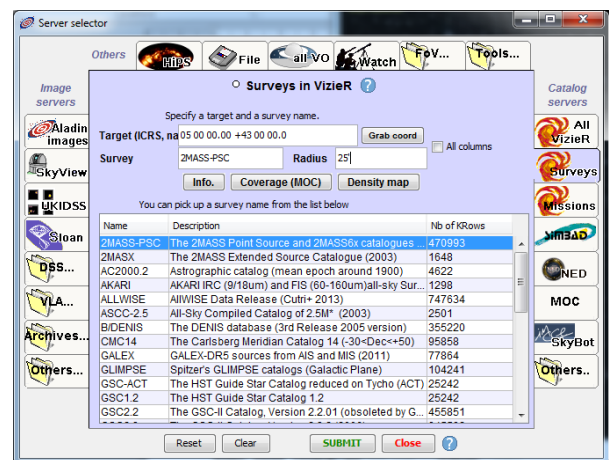 Server selector
Others HiPS File all VO Watch FoV... Tools...
Image servers
Aladin images
SkyView
UKIDSS
Sloan
DSS...
VLA...
Archives...
Others...
Surveys in VizieR ?
Specify a target and a survey name.
Target (ICRS, na 05 00 00.00 +43 00 00.0 Grab coord
All columns
Survey 2MASS-PSC Radius 25'
Info. Coverage (MOC) Density map
You can pick up a survey name from the list below
Name Description Nb of KRows
2MASS-PSC The 2MASS Point Source and 2MASS6x catalogues ... 470993
2MASX The 2MASS Extended Source Catalogue (2003) 1648
AC2000.2 Astrographic catalog (mean epoch around 1900) 4622
AKARI AKARI IRC (9/18um) and FIS (60-160um)all-sky Sur... 1298
ALLWISE AllWISE Data Release (Cutri+ 2013) 747634
ASCC-2.5 All-Sky Compiled Catalog of 2.5M* (2003) 2501
B/DENIS The DENIS database (3rd Release 2005 version) 355220
CMC14 The Carlsberg Meridian Catalog 14 (-30<Dec<+50) 95858
GALEX GALEX-DR5 sources from AIS and MIS (2011) 77864
GLIMPSE Spitzer's GLIMPSE catalogs (Galactic Plane) 104241
GSC-ACT The HST Guide Star Catalog reduced on Tycho (ACT) 25242
GSC1.2 The HST Guide Star Catalog 1.2 25242
GSC2.2 The GSC-II Catalog, Version 2.2.01 (obsoleted by G... 455851
Reset Clear SUBMIT Close ?
Catalog servers
All VizieR
Surveys
Missions
SIMBAD
NED
MOC
SkyBot
Others..